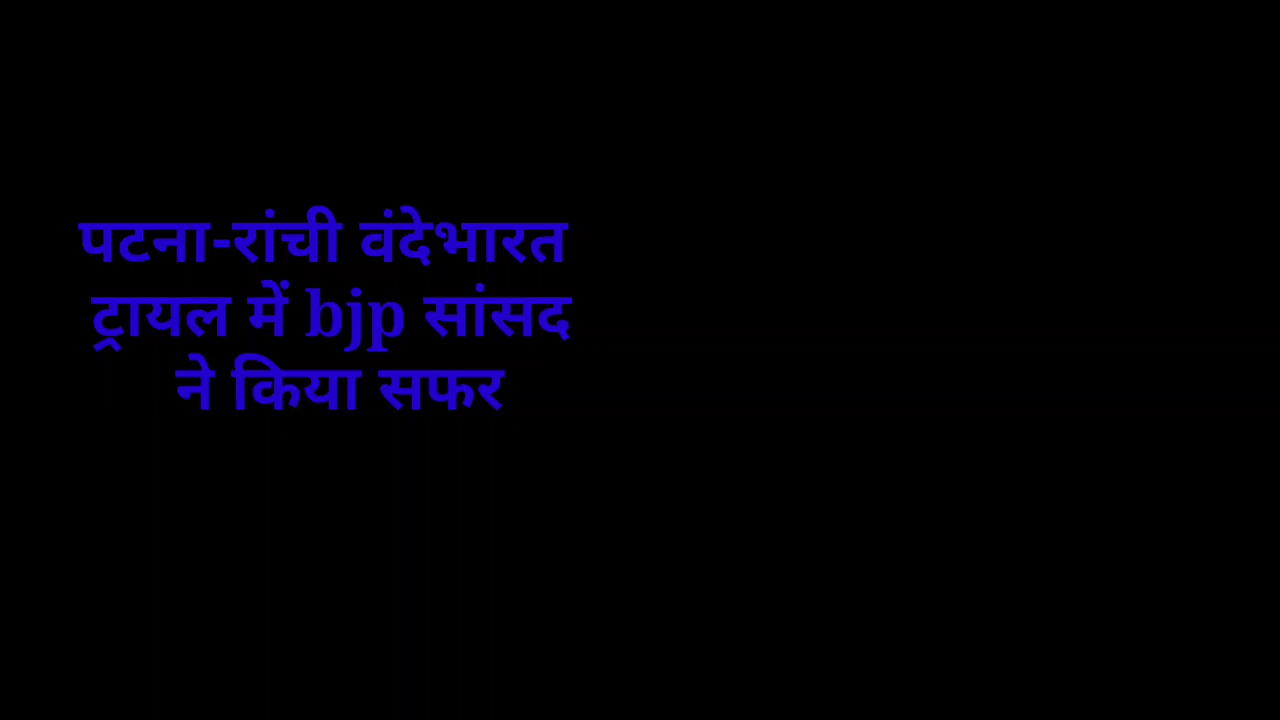 पटना-रांची वंदेभारत
ट्रायल में bjp सांसद
ने किया सफर